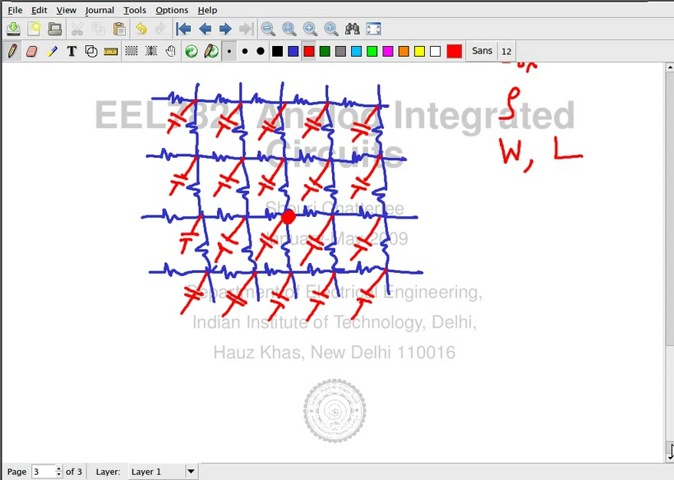 File Edit View Journal Tools Options Help
Sans 12
ρ
W, L
EEL782 Analog Integrated
Circuits
Shouri Chatterjee
January-May 2009
Department of Electrical Engineering,
Indian Institute of Technology, Delhi,
Hauz Khas, New Delhi 110016
Page 3 of 3 Layer: Layer 1